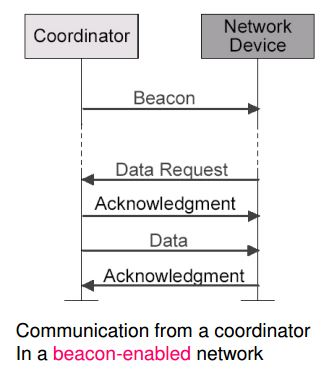 Coordinator
Network
Device
Beacon
Data Request
Acknowledgment
Data
Acknowledgment
Communication from a coordinator
In a beacon-enabled network